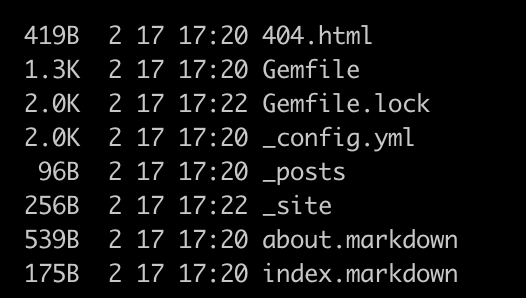 419B 2 17 17:20 404.html
1.3K 2 17 17:20 Gemfile
2.0K 2 17 17:22 Gemfile.lock
2.0K 2 17 17:20 _config.yml
96B 2 17 17:20 _posts
256B 2 17 17:22 _site
539B 2 17 17:20 about.markdown
175B 2 17 17:20 index.markdown